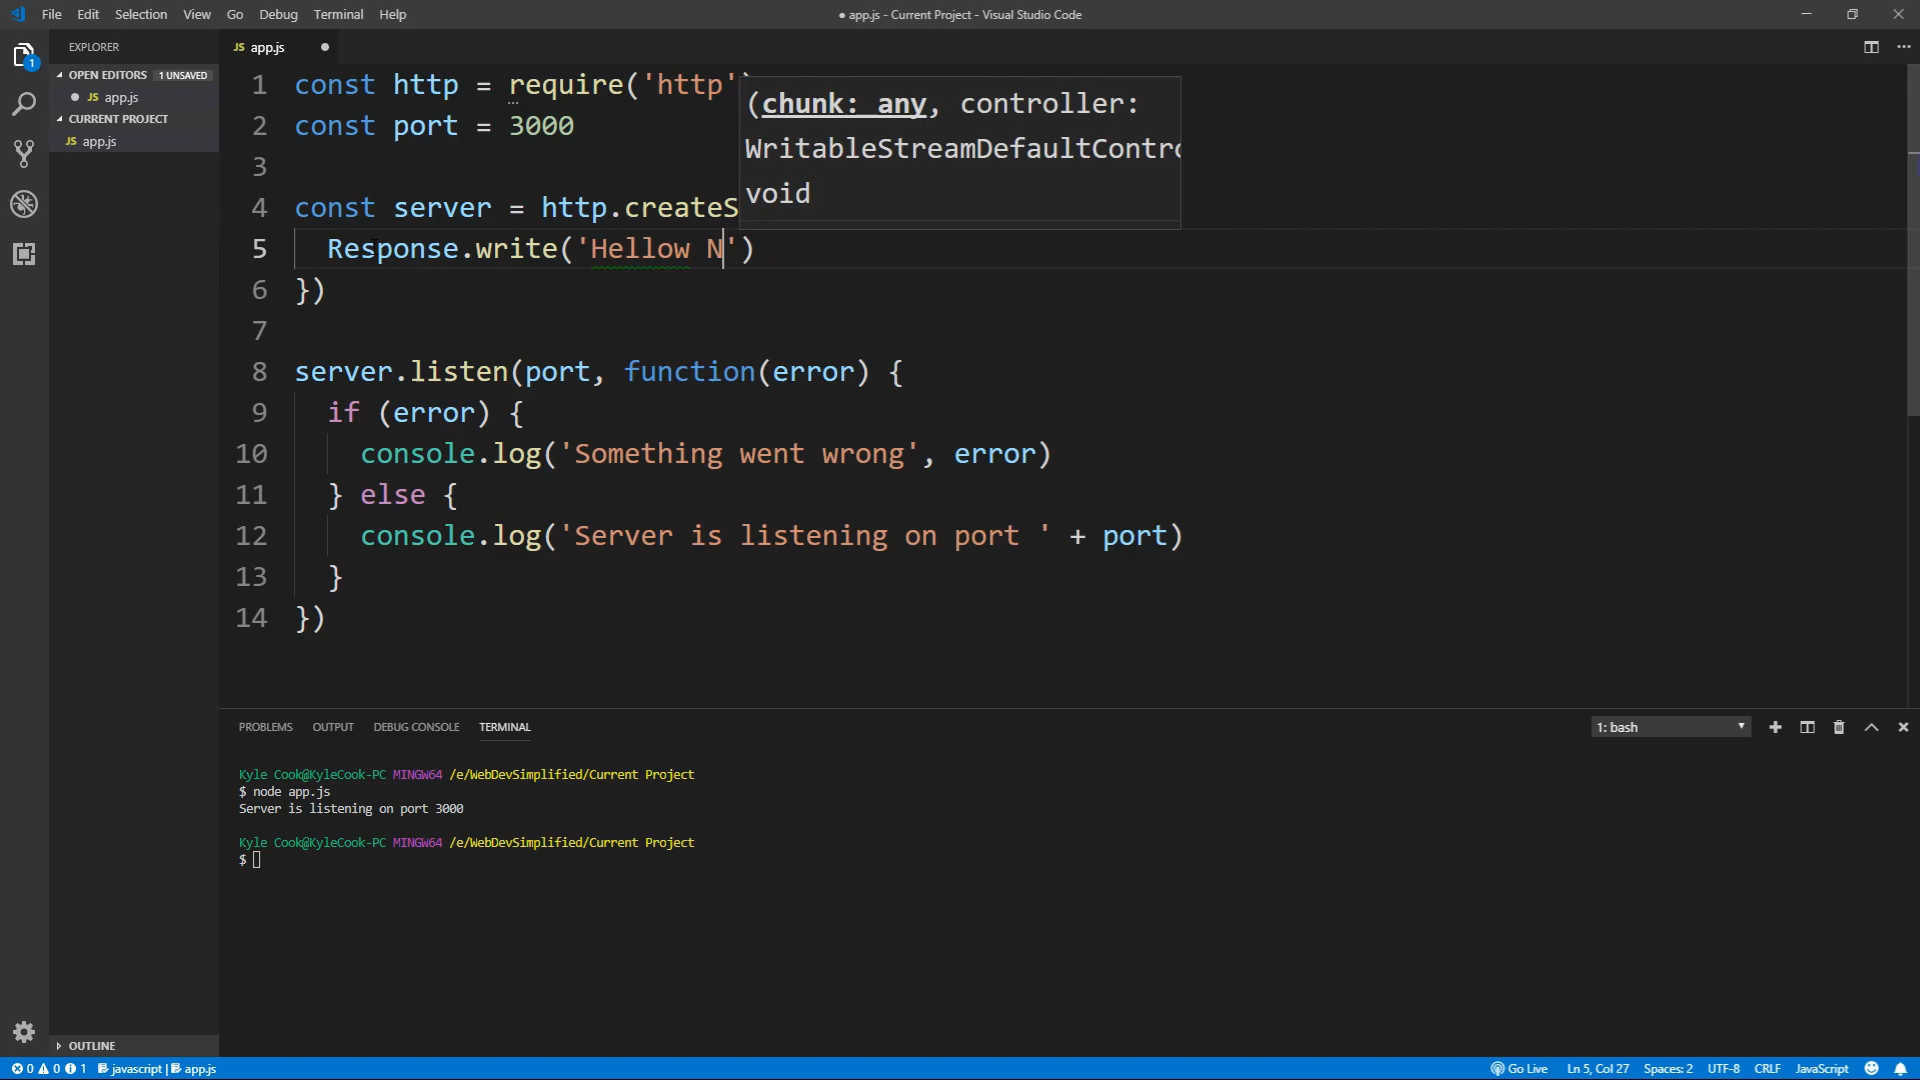 File Edit Selection View Go Debug Terminal Help
● app.js - Current Project - Visual Studio Code
EXPLORER
OPEN EDITORS 1 UNSAVED
JS app.js
CURRENT PROJECT
JS app.js
1
JS app.js
1 const http = require('http')
2 const port = 3000
3
4 const server = http.createS
5 Response.write('Hellow N')
6 })
7
8 server.listen(port, function(error) {
9 if (error) {
10 console.log('Something went wrong', error)
11 } else {
12 console.log('Server is listening on port ' + port)
13 }
14 })
(chunk: any, controller:
WritableStreamDefaultContro
void
PROBLEMS OUTPUT DEBUG CONSOLE TERMINAL
1: bash
Kyle Cook@KyleCook-PC MINGW64 /e/WebDevSimplified/Current Project
$ node app.js
Server is listening on port 3000
Kyle Cook@KyleCook-PC MINGW64 /e/WebDevSimplified/Current Project
$
OUTLINE
0 0 1 javascript | app.js
Go Live Ln 5, Col 27 Spaces: 2 UTF-8 CRLF JavaScript